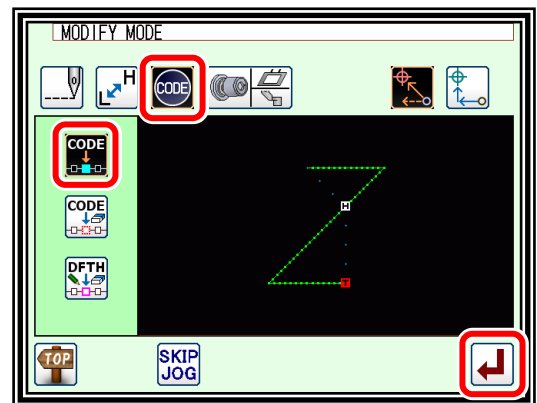 MODIFY MODE
L H
CODE
CODE
CODE
H
DFTH
T
TOP
SKIP
JOG